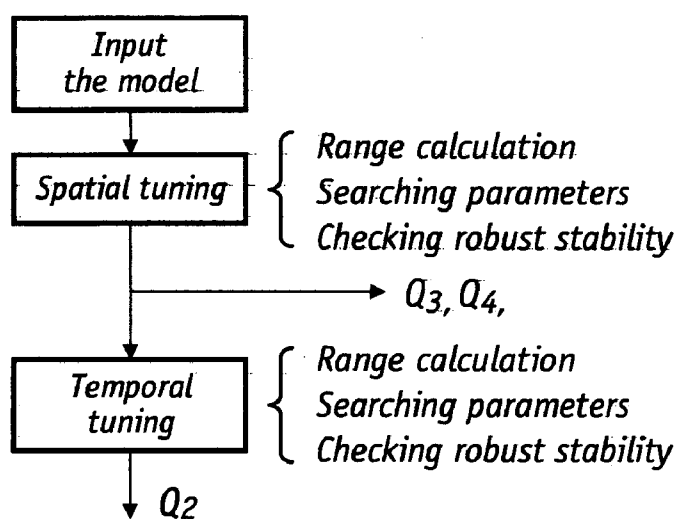 Input
the model
Spatial tuning
Range calculation
Searching parameters
Checking robust stability
Q3, Q4,
Temporal
tuning
Range calculation
Searching parameters
Checking robust stability
Q2